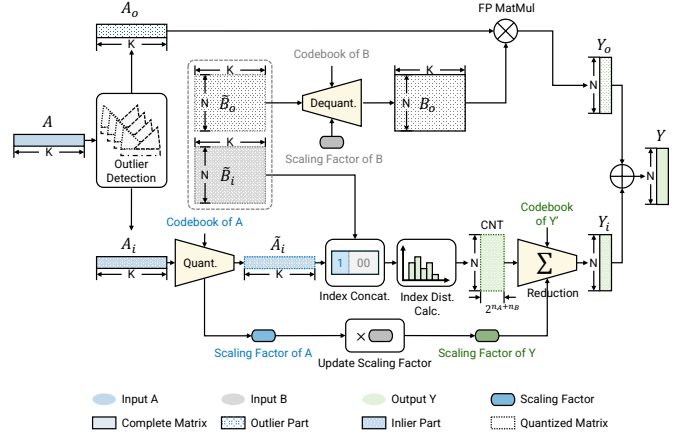 A_o
FP MatMul
K
Codebook of B
K
K
Y_o
N
B̃_o
Dequant.
N
B_o
N
A
K
Scaling Factor of B
Y
K
Outlier
Detection
N
B̃_i
N
Codebook of A
Codebook
of Y'
A_i
Ã_i
CNT
Y_i
Quant.
1 00
N
Σ
N
K
K
Index Concat.
Index Dist.
Calc.
2^{n_A+n_B}
Reduction
×
Scaling Factor of A
Update Scaling Factor
Scaling Factor of Y
Input A
Input B
Output Y
Scaling Factor
Complete Matrix
Outlier Part
Inlier Part
Quantized Matrix